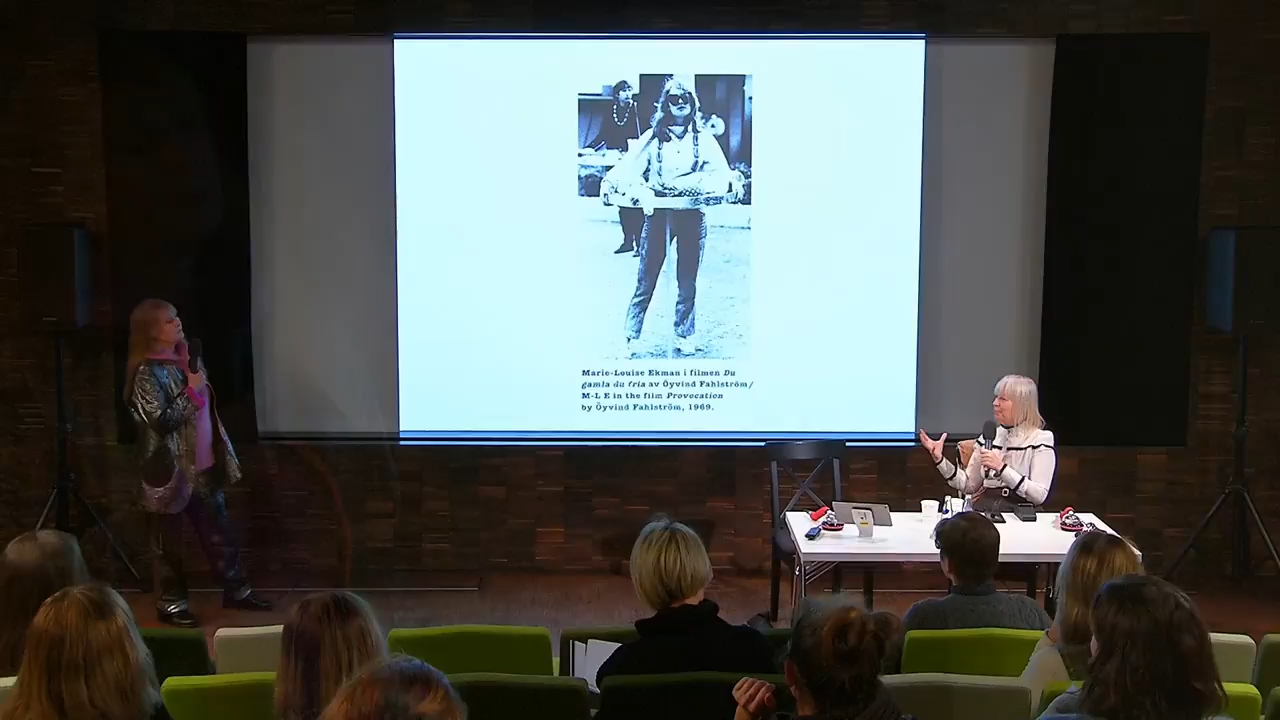 Marie-Louise Ekman i filmen Du
gamla du fria av Öyvind Fahlström/
M-L E in the film Provocation
by Öyvind Fahlström, 1969.